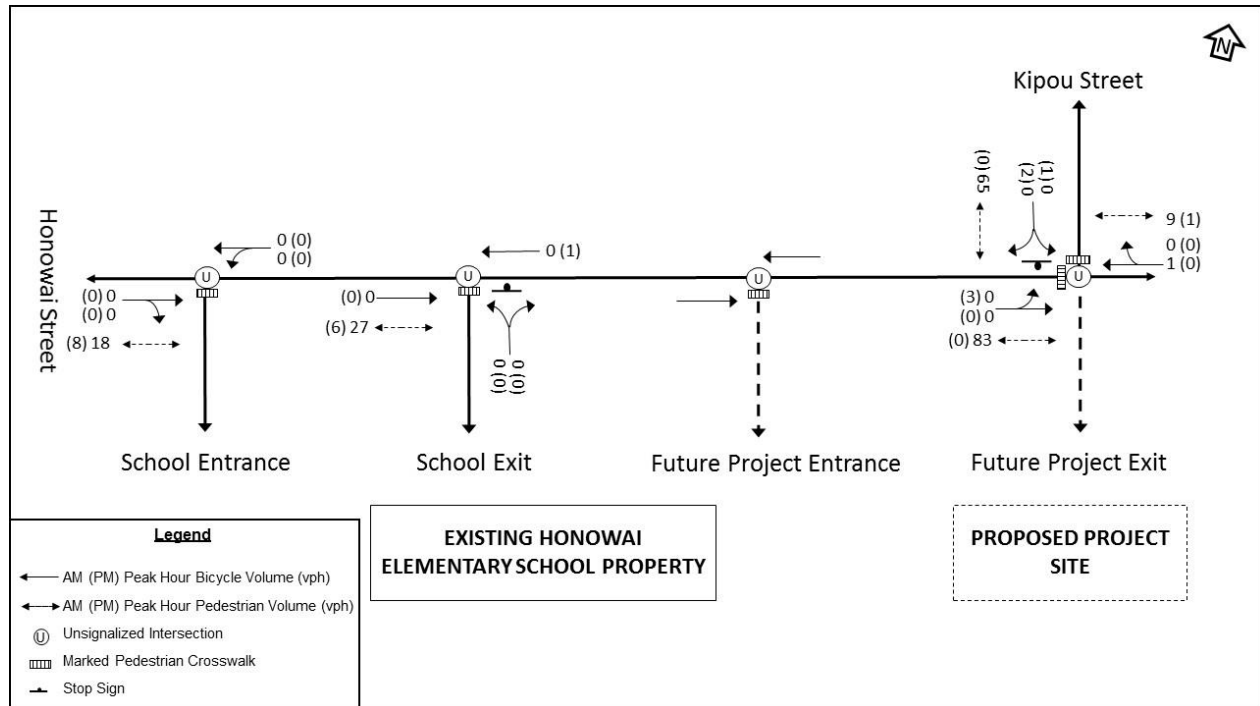 N
Kipou Street
(0) 65
(1) 0
(2) 0
9 (1)
0 (0)
1 (0)
Honowai Street
0 (0)
0 (0)
0 (1)
U
U
U
U
(0) 0
(0) 0
(8) 18
(0) 0
(6) 27
0 (0)
0 (0)
(3) 0
(0) 0
(0) 83
School Entrance
School Exit
Future Project Entrance
Future Project Exit
EXISTING HONOWAI
ELEMENTARY SCHOOL PROPERTY
PROPOSED PROJECT
SITE
Legend
AM (PM) Peak Hour Bicycle Volume (vph)
AM (PM) Peak Hour Pedestrian Volume (vph)
U Unsignalized Intersection
Marked Pedestrian Crosswalk
Stop Sign